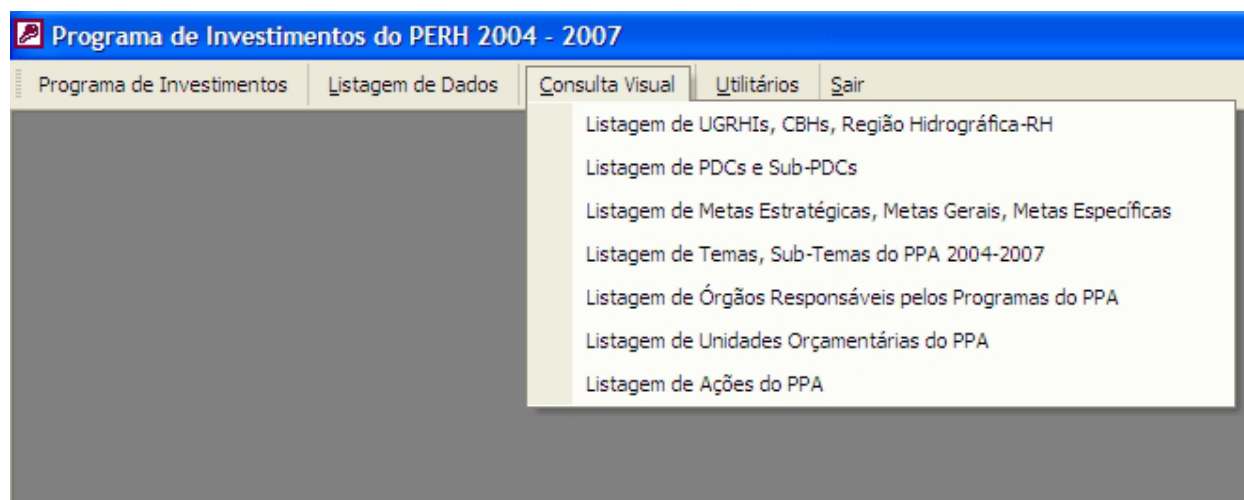 Programa de Investimentos do PERH 2004 - 2007
Programa de Investimentos Listagem de Dados Consulta Visual Utilitários Sair
Listagem de UGRHIs, CBHs, Região Hidrográfica-RH
Listagem de PDCs e Sub-PDCs
Listagem de Metas Estratégicas, Metas Gerais, Metas Específicas
Listagem de Temas, Sub-Temas do PPA 2004-2007
Listagem de Órgãos Responsáveis pelos Programas do PPA
Listagem de Unidades Orçamentárias do PPA
Listagem de Ações do PPA